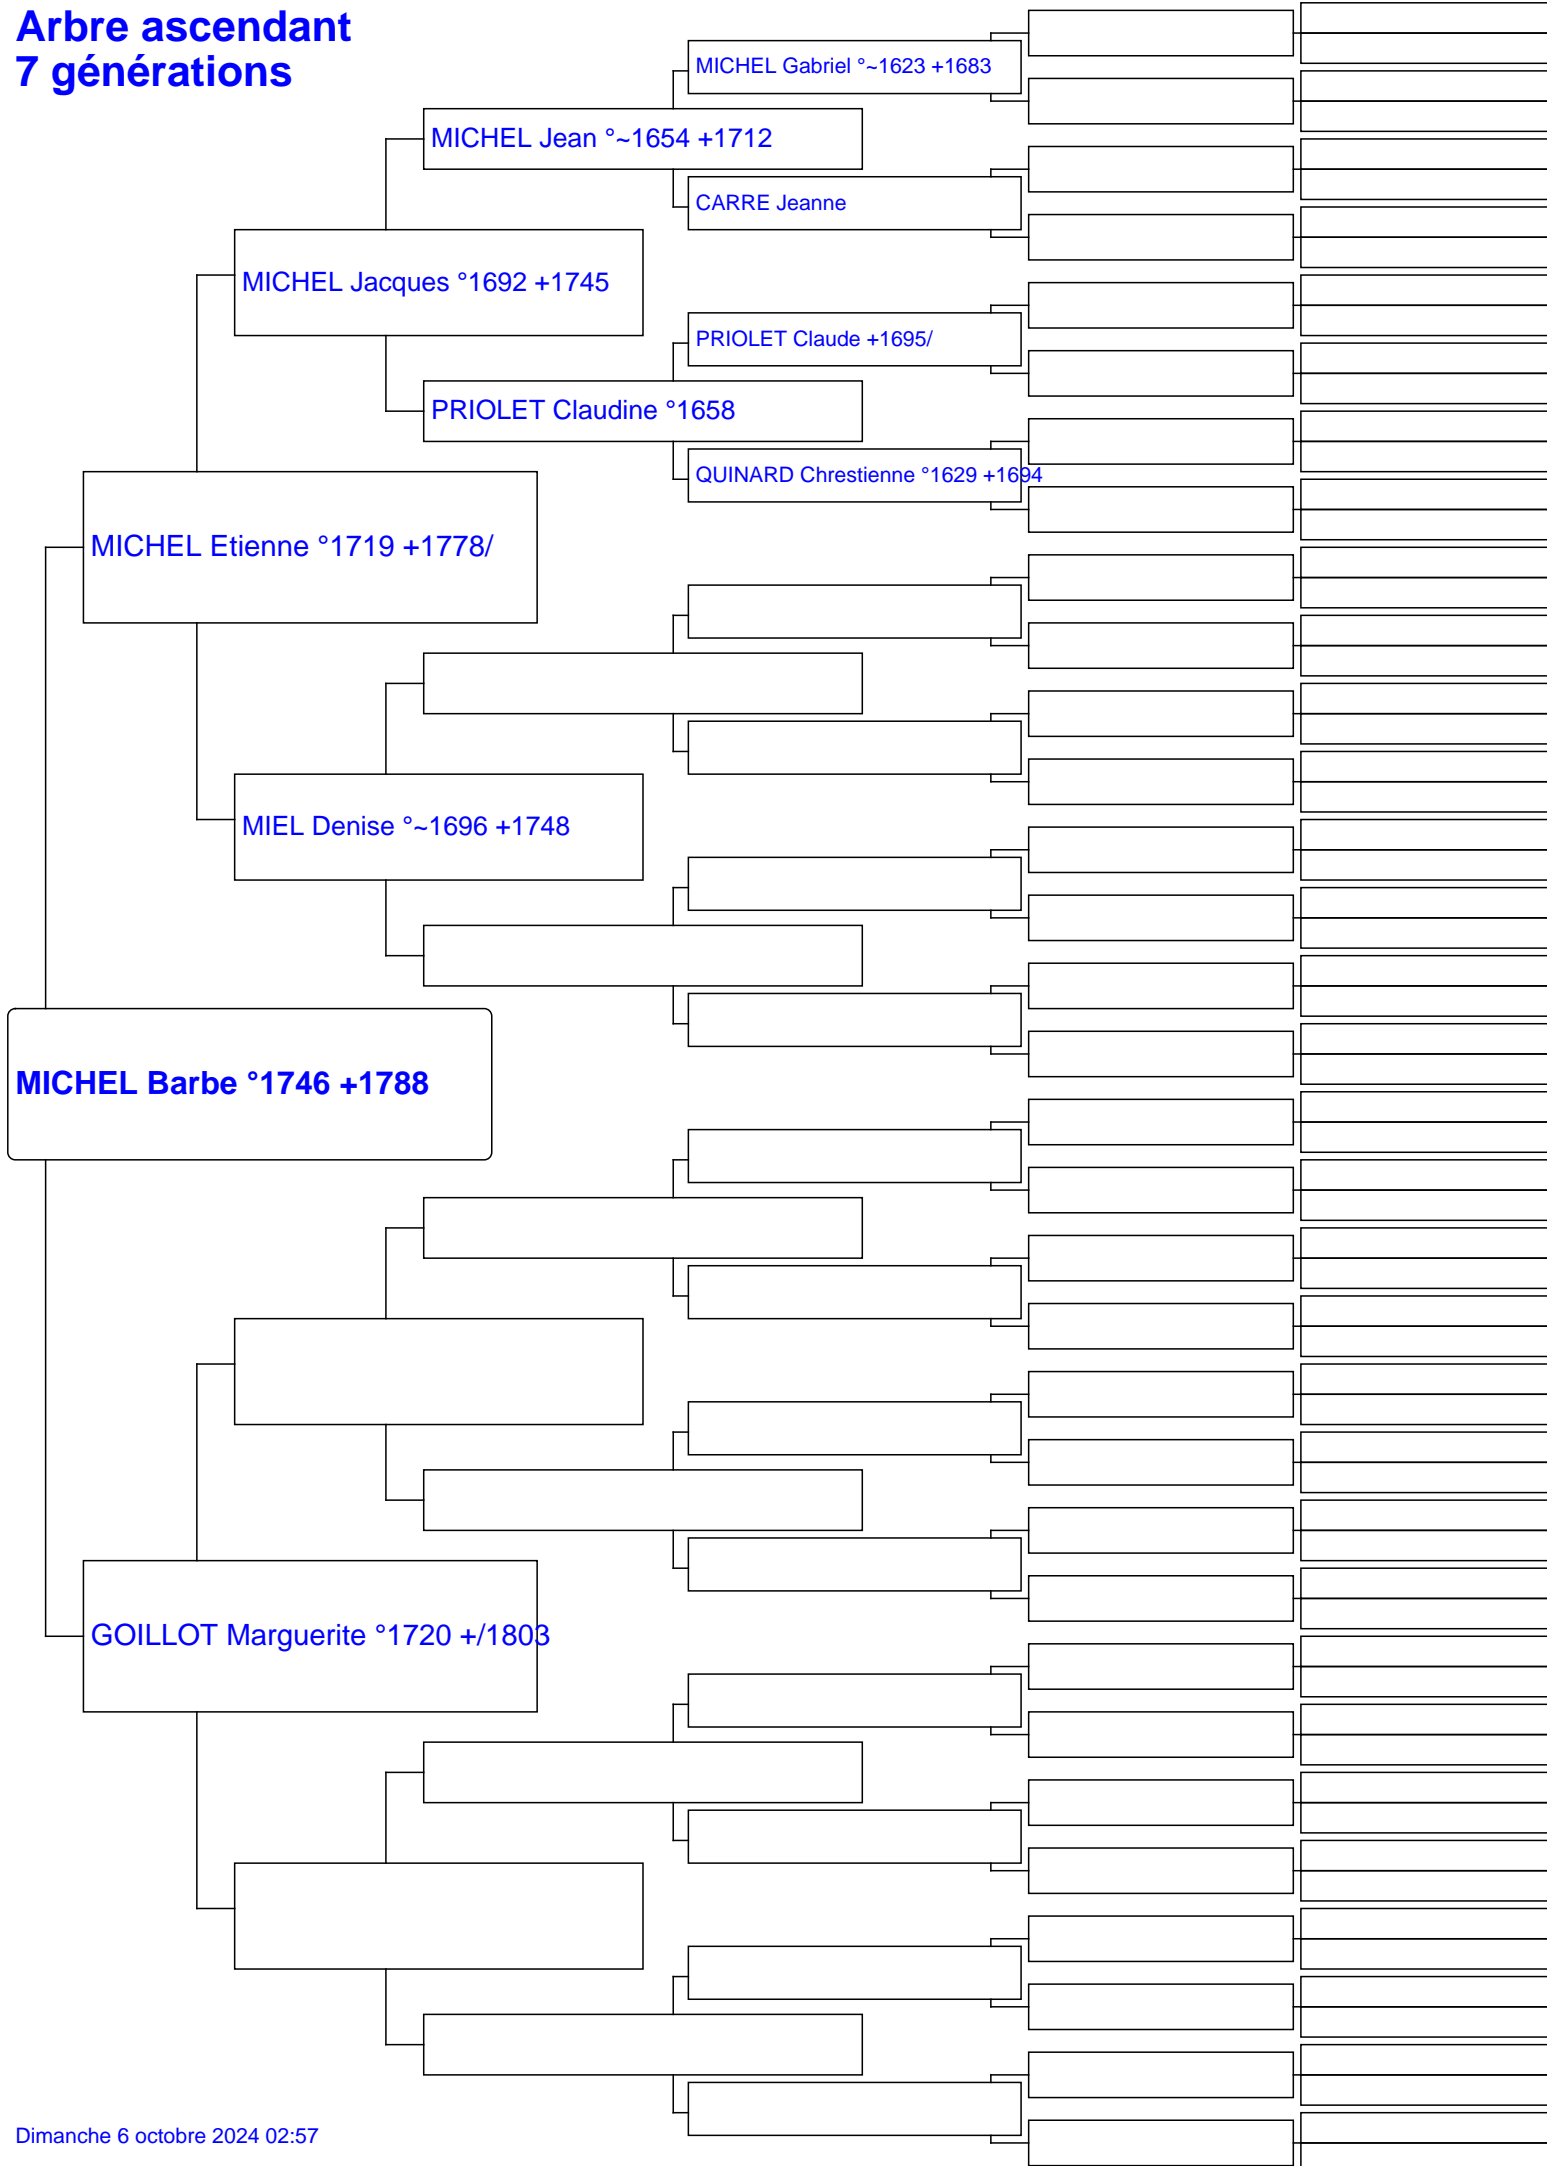 Arbre ascendant
7 générations
MICHEL Gabriel °~1623 +1683
MICHEL Jean °~1654 +1712
CARRE Jeanne
MICHEL Jacques °1692 +1745
PRIOLET Claude +1695/
PRIOLET Claudine °1658
QUINARD Chrestienne °1629 +1694
MICHEL Etienne °1719 +1778/
MIEL Denise °~1696 +1748
MICHEL Barbe °1746 +1788
GOILLOT Marguerite °1720 +/1803
Dimanche 6 octobre 2024 02:57